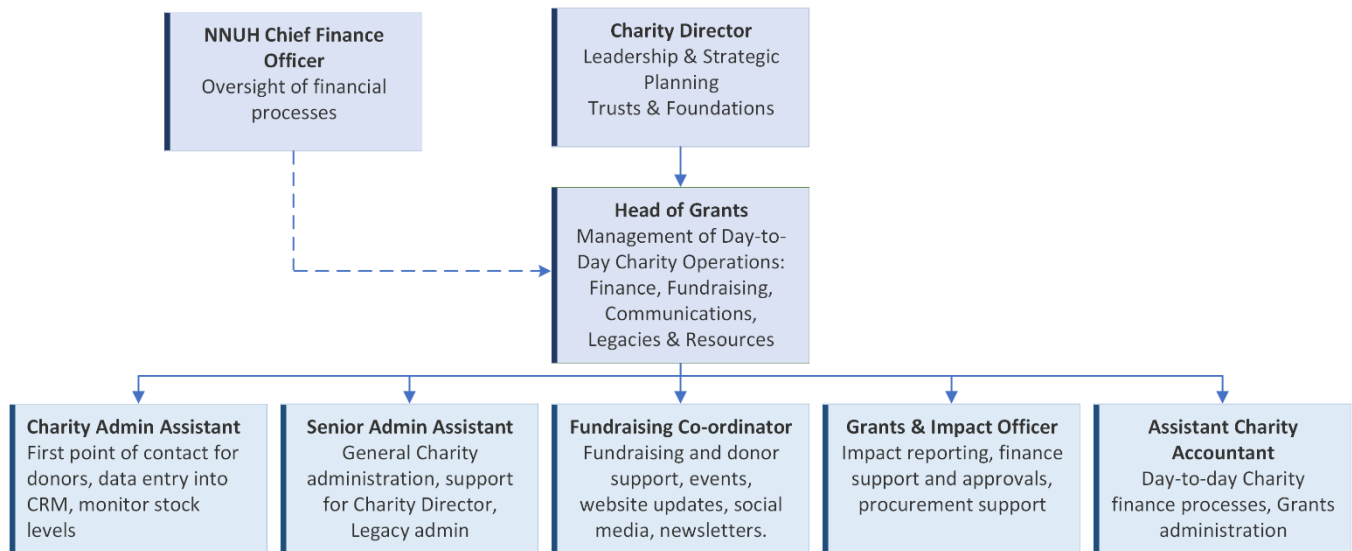 NNUH Chief Finance
Officer
Oversight of financial
processes
Charity Director
Leadership & Strategic
Planning
Trusts & Foundations
Head of Grants
Management of Day-to-
Day Charity Operations:
Finance, Fundraising,
Communications,
Legacies & Resources
Charity Admin Assistant
First point of contact for
donors, data entry into
CRM, monitor stock
levels
Senior Admin Assistant
General Charity
administration, support
for Charity Director,
Legacy admin
Fundraising Co-ordinator
Fundraising and donor
support, events,
website updates, social
media, newsletters.
Grants & Impact Officer
Impact reporting, finance
support and approvals,
procurement support
Assistant Charity
Accountant
Day-to-day Charity
finance processes, Grants
administration